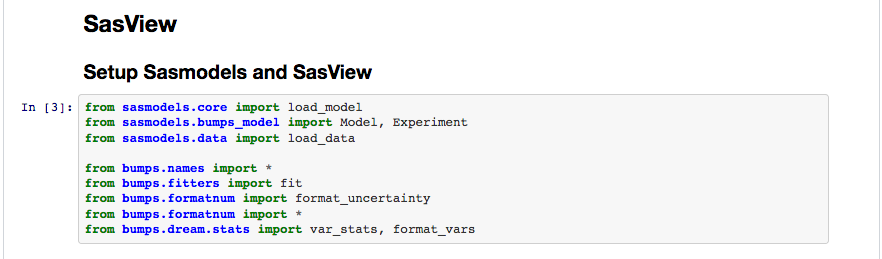 SasView
Setup Sasmodels and SasView
In [3]: from sasmodels.core import load_model
from sasmodels.bumps_model import Model, Experiment
from sasmodels.data import load_data
from bumps.names import *
from bumps.fitters import fit
from bumps.formatnum import format_uncertainty
from bumps.formatnum import *
from bumps.dream.stats import var_stats, format_vars